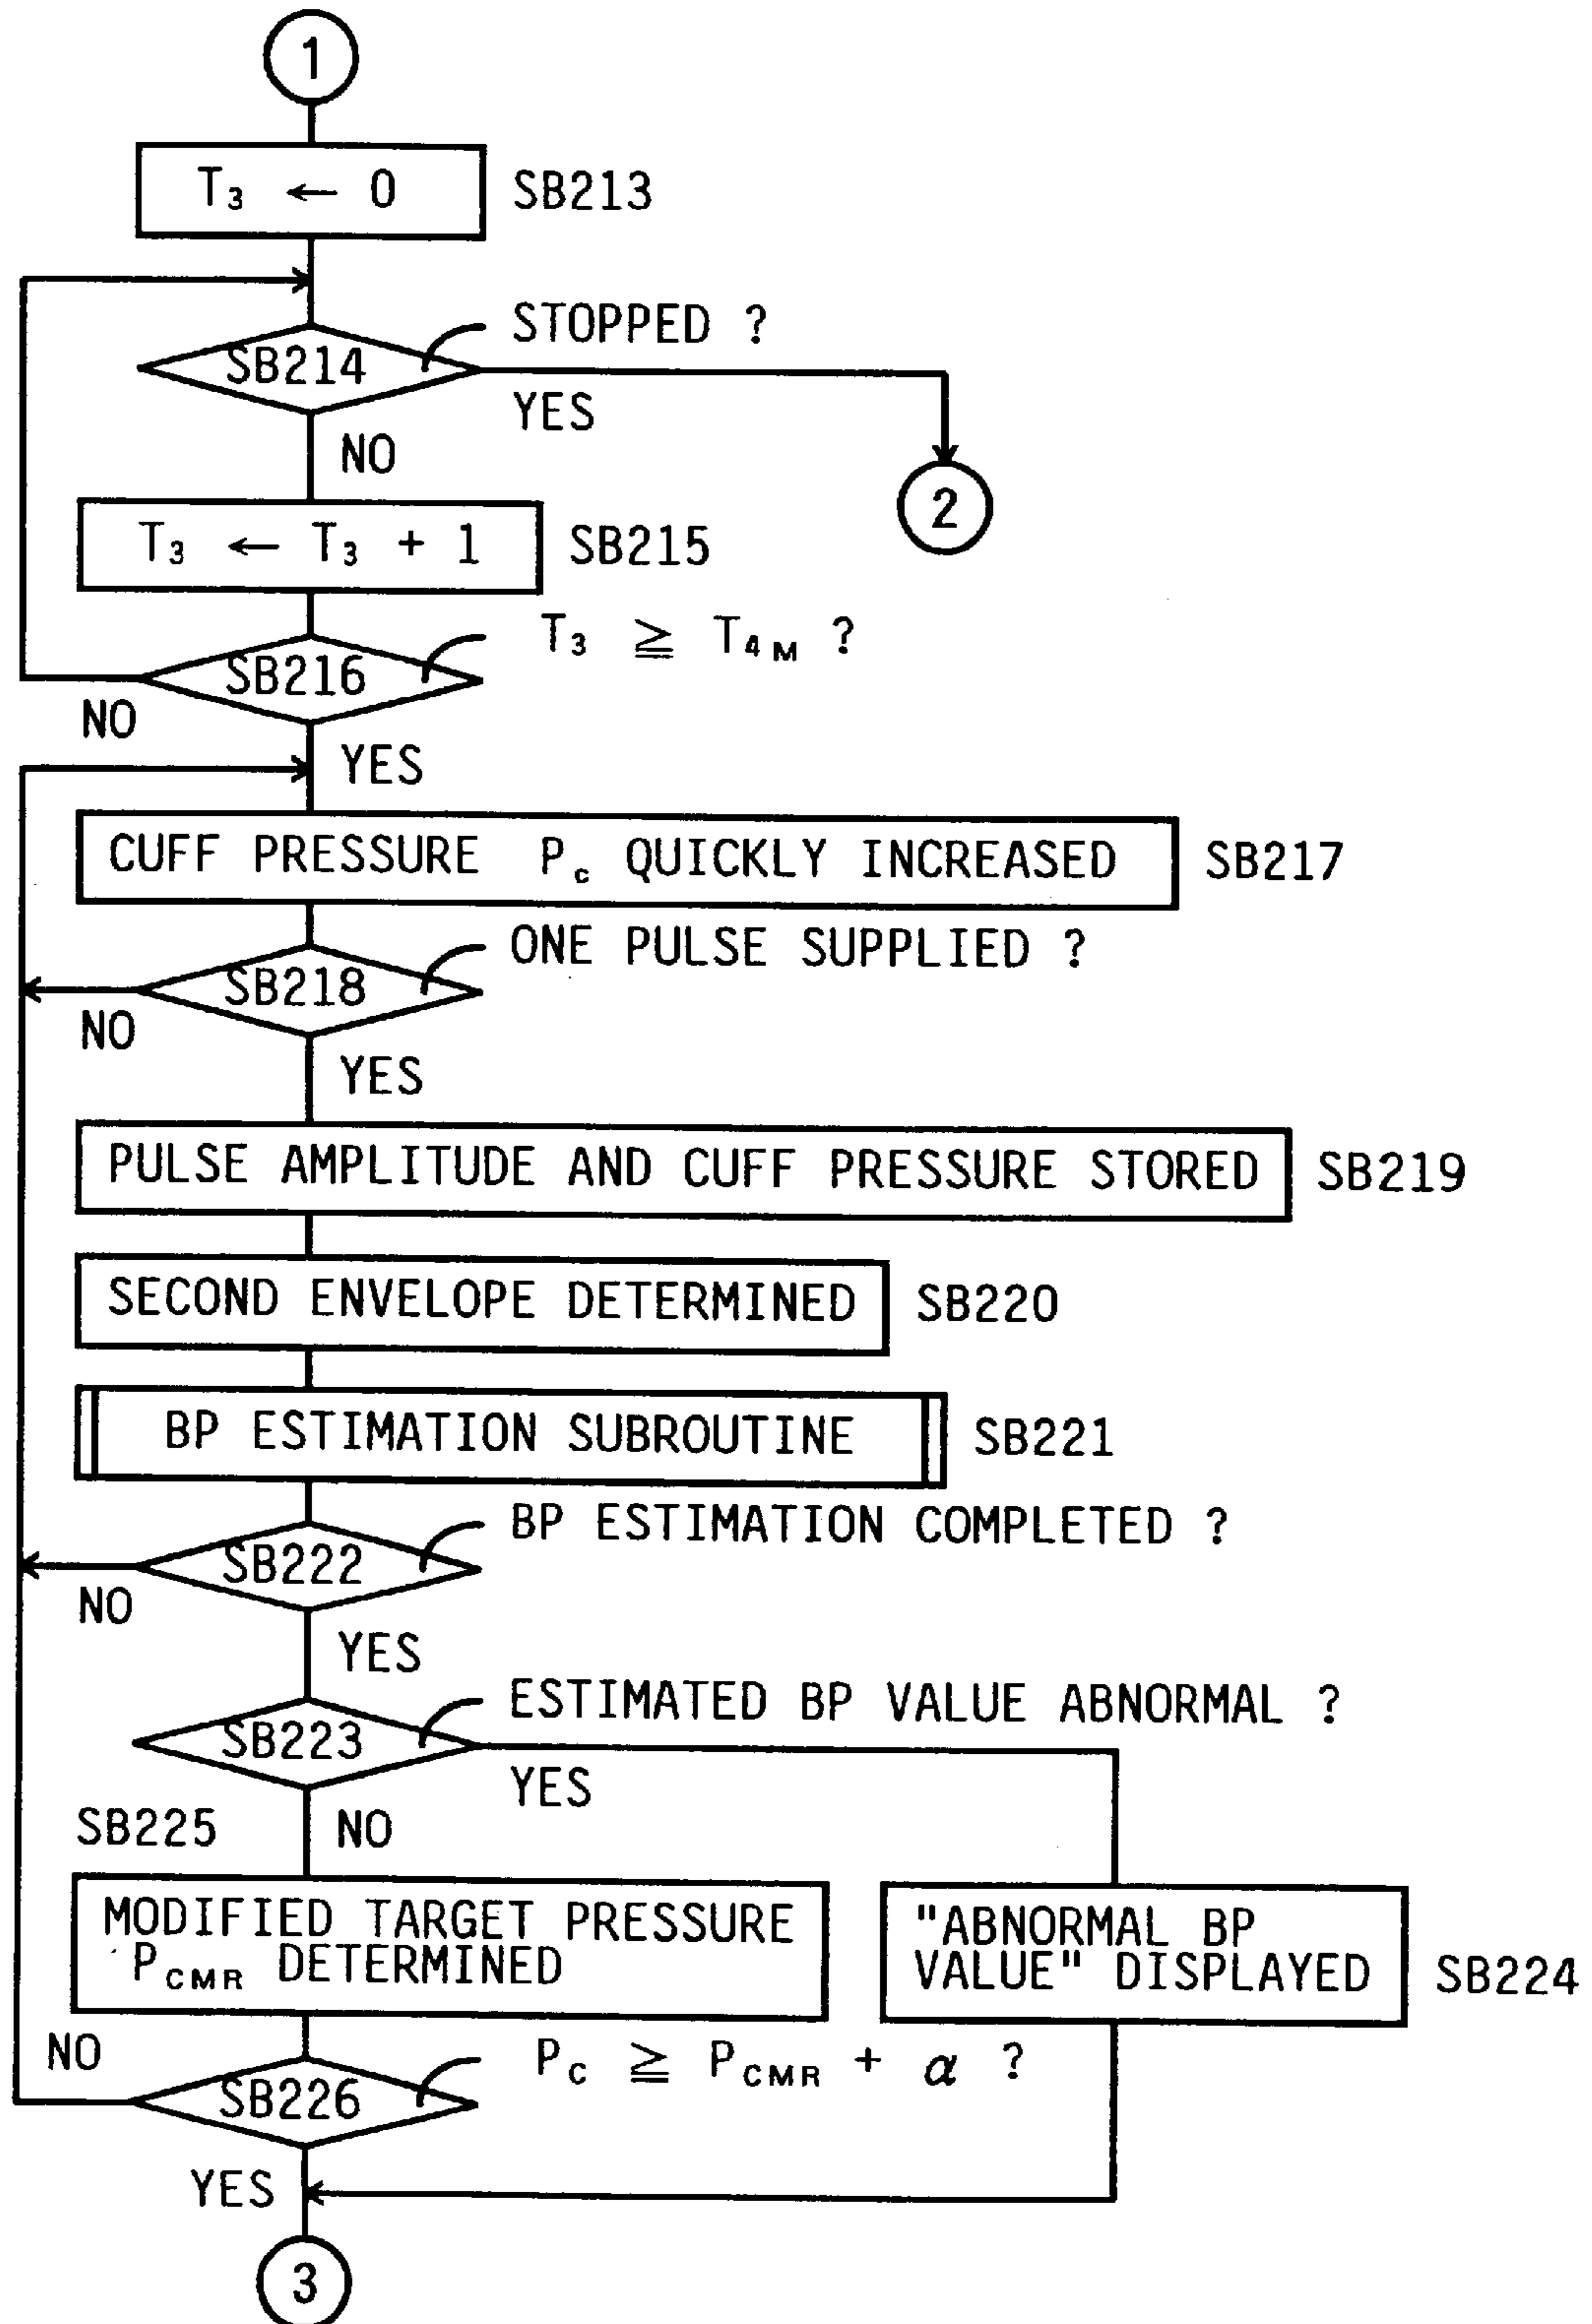 1
T₃ ← 0 SB213
STOPPED ?
SB214
YES
NO
2
T₃ ← T₃ + 1 SB215
T₃ ≧ T₄M ?
SB216
NO
YES
CUFF PRESSURE Pc QUICKLY INCREASED SB217
ONE PULSE SUPPLIED ?
SB218
NO
YES
PULSE AMPLITUDE AND CUFF PRESSURE STORED SB219
SECOND ENVELOPE DETERMINED SB220
BP ESTIMATION SUBROUTINE SB221
BP ESTIMATION COMPLETED ?
SB222
NO
YES
ESTIMATED BP VALUE ABNORMAL ?
SB223
YES
SB225 NO
MODIFIED TARGET PRESSURE
PCMR DETERMINED
"ABNORMAL BP
VALUE" DISPLAYED
SB224
NO
PC ≧ PCMR + α ?
SB226
YES
3